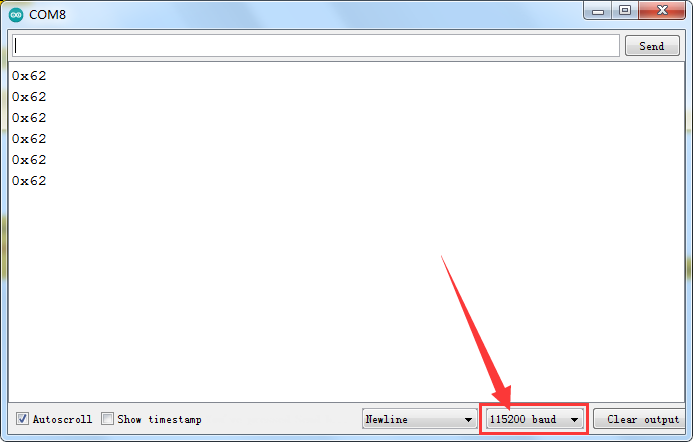 COM8
Send
0x62
0x62
0x62
0x62
0x62
0x62
Autoscroll Show timestamp Newline 115200 baud Clear output